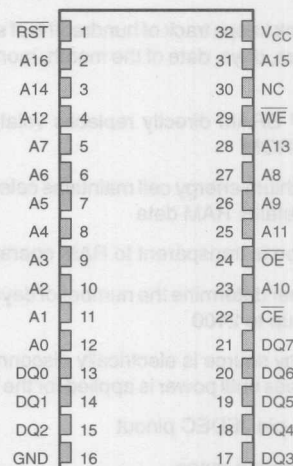 RST 1 32 VCC
A16 2 31 A15
A14 3 30 NC
A12 4 29 WE
A7 5 28 A13
A6 6 27 A8
A5 7 26 A9
A4 8 25 A11
A3 9 24 OE
A2 10 23 A10
A1 11 22 CE
A0 12 21 DQ7
DQ0 13 20 DQ6
DQ1 14 19 DQ5
DQ2 15 18 DQ4
GND 16 17 DQ3